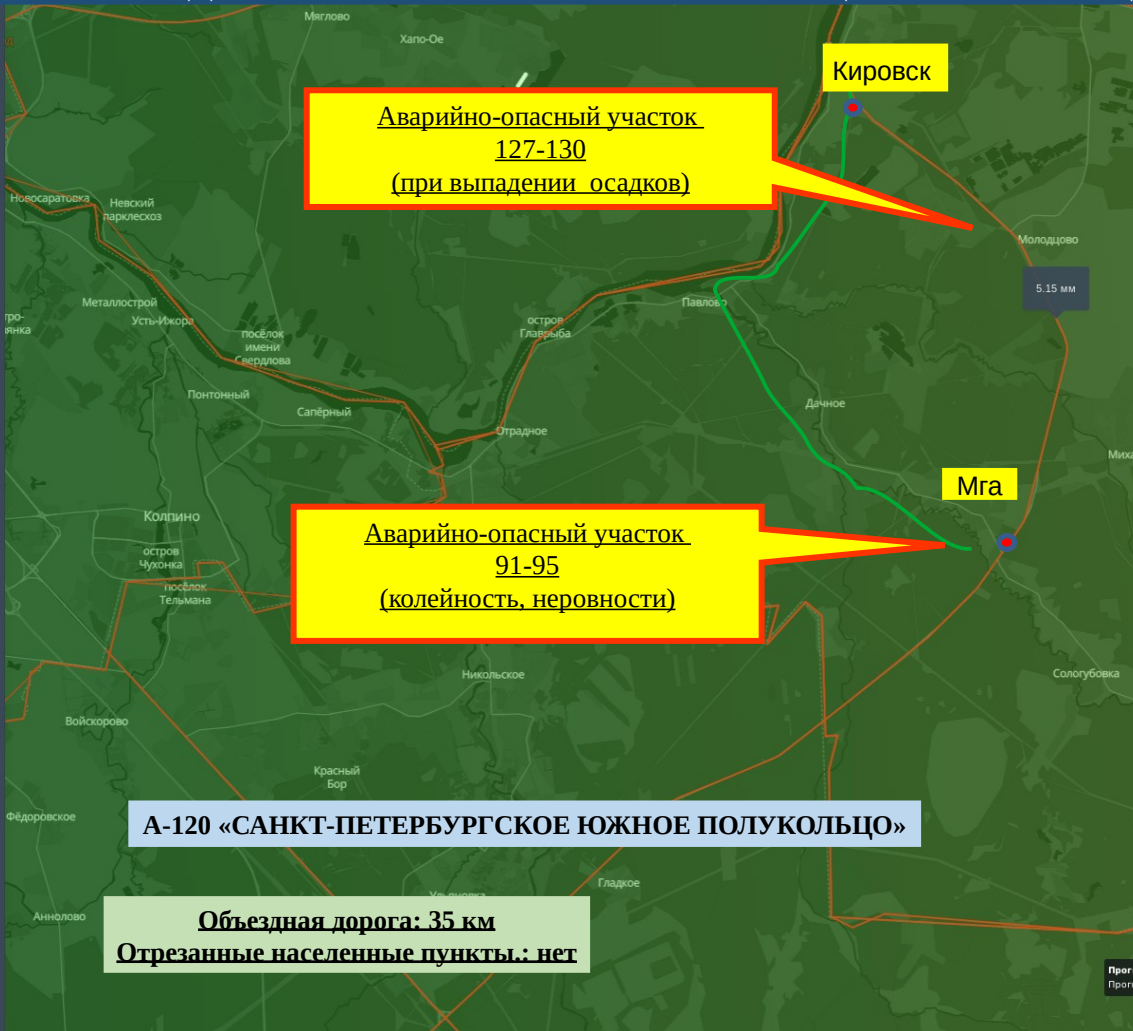 Мяглово
Хапо-Ое
Кировск
Аварийно-опасный участок
127-130
(при выпадении осадков)
Новосаратовка
Невский
парклесхоз
Молодцово
5.15 мм
Металлострой
Усть-Ижора
Павлово
остров
Главрыба
посёлок
имени
Свердлова
Понтонный
Сапёрный
Дачное
Отрадное
Мга
Колпино
остров
Чухонка
посёлок
Тельмана
Аварийно-опасный участок
91-95
(колейность, неровности)
Никольское
Сологубовка
Войскорово
Красный
Бор
Фёдоровское
А-120 «САНКТ-ПЕТЕРБУРГСКОЕ ЮЖНОЕ ПОЛУКОЛЬЦО»
Гладкое
Аннолово
Объездная дорога: 35 км
Отрезанные населенные пункты.: нет